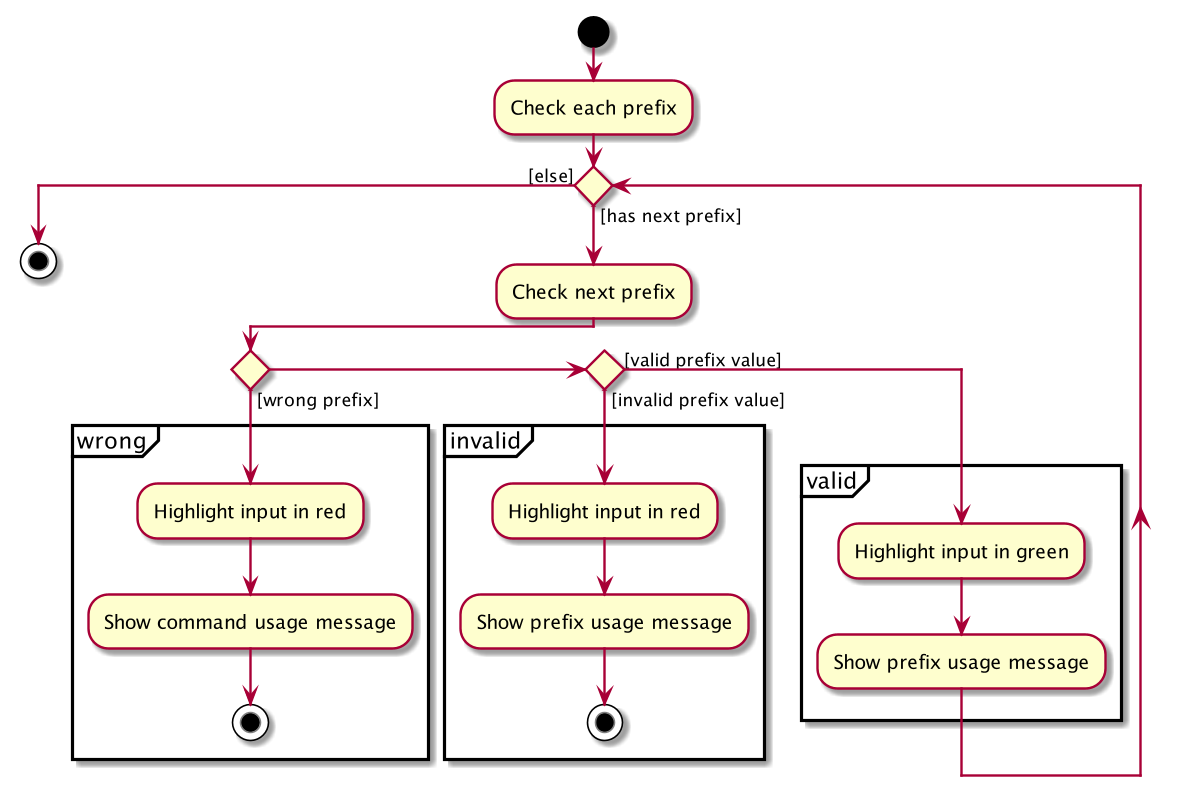 Check each prefix
[else]
[has next prefix]
Check next prefix
[valid prefix value]
[wrong prefix]
[invalid prefix value]
wrong
invalid
valid
Highlight input in red
Highlight input in red
Highlight input in green
Show command usage message
Show prefix usage message
Show prefix usage message